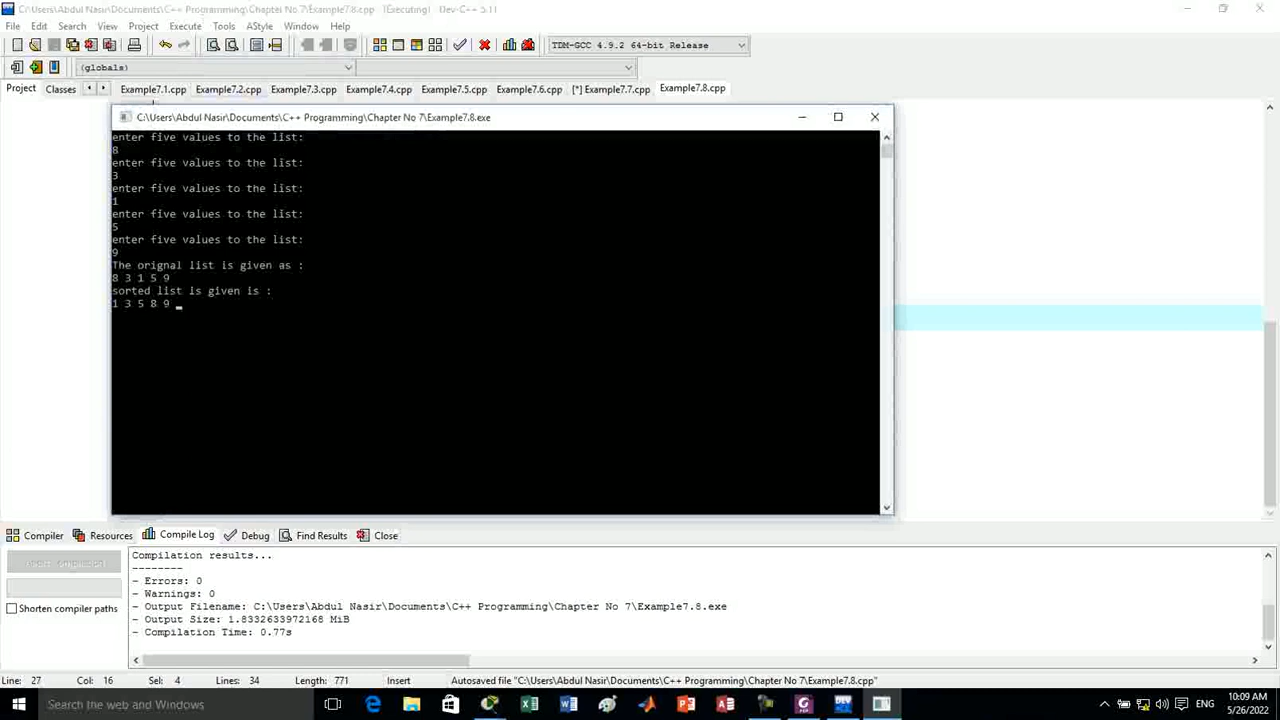 C:\Users\Abdul Nasir\Documents\C++ Programming\Chapter No 7\Example7.8.cpp - [Executing] - Dev-C++ 5.11
File Edit Search View Project Execute Tools AStyle Window Help
TDM-GCC 4.9.2 64-bit Release
(globals)
Project Classes Example7.1.cpp Example7.2.cpp Example7.3.cpp Example7.4.cpp Example7.5.cpp Example7.6.cpp [*] Example7.7.cpp Example7.8.cpp
C:\Users\Abdul Nasir\Documents\C++ Programming\Chapter No 7\Example7.8.exe
enter five values to the list:
8
enter five values to the list:
3
enter five values to the list:
1
enter five values to the list:
5
enter five values to the list:
9
The orignal list is given as :
8 3 1 5 9
sorted list is given is :
1 3 5 8 9
Compiler Resources Compile Log Debug Find Results Close
Compilation results...
--------
- Errors: 0
- Warnings: 0
- Output Filename: C:\Users\Abdul Nasir\Documents\C++ Programming\Chapter No 7\Example7.8.exe
- Output Size: 1.8332633972168 MiB
- Compilation Time: 0.77s
Shorten compiler paths
Line: 27 Col: 16 Sel: 4 Lines: 34 Length: 771 Insert Autosaved file "C:\Users\Abdul Nasir\Documents\C++ Programming\Chapter No 7\Example7.8.cpp"
Search the web and Windows
ENG
10:09 AM
5/26/2022